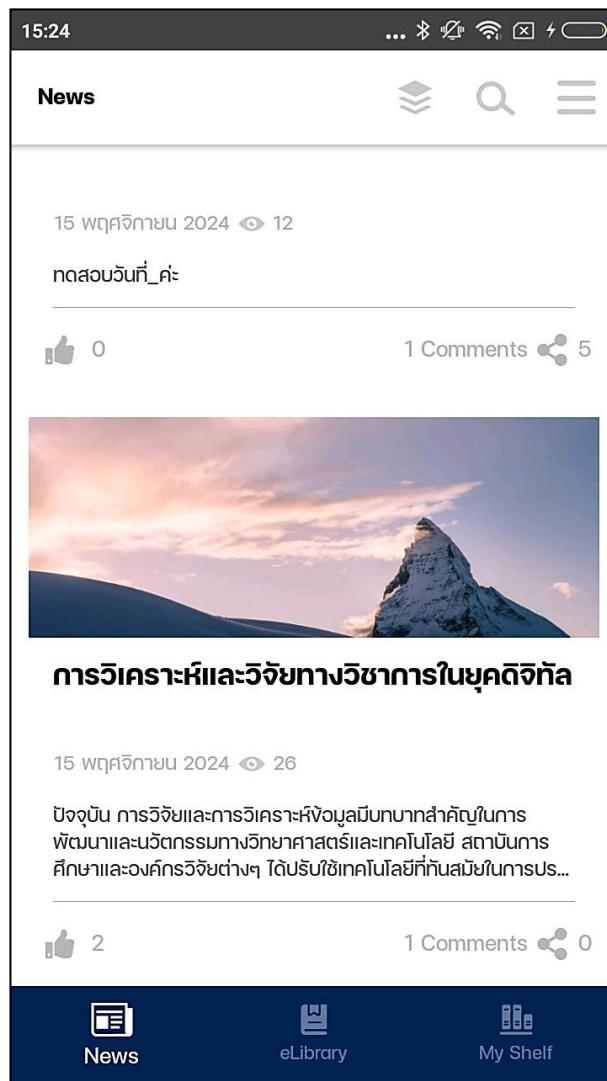 15:24
News
15 พฤศจิกายน 2024 12
ทดสอบวันที่_ค่ะ
0 1 Comments 5
การวิเคราะห์และวิจัยทางวิชาการในยุคดิจิทัล
15 พฤศจิกายน 2024 26
ปัจจุบัน การวิจัยและการวิเคราะห์ข้อมูลมีบทบาทสำคัญในการ
พัฒนาและนวัตกรรมทางวิทยาศาสตร์และเทคโนโลยี สถาบันการ
ศึกษาและองค์กรวิจัยต่างๆ ได้ปรับใช้เทคโนโลยีที่ทันสมัยในการปร...
2 1 Comments 0
News eLibrary My Shelf